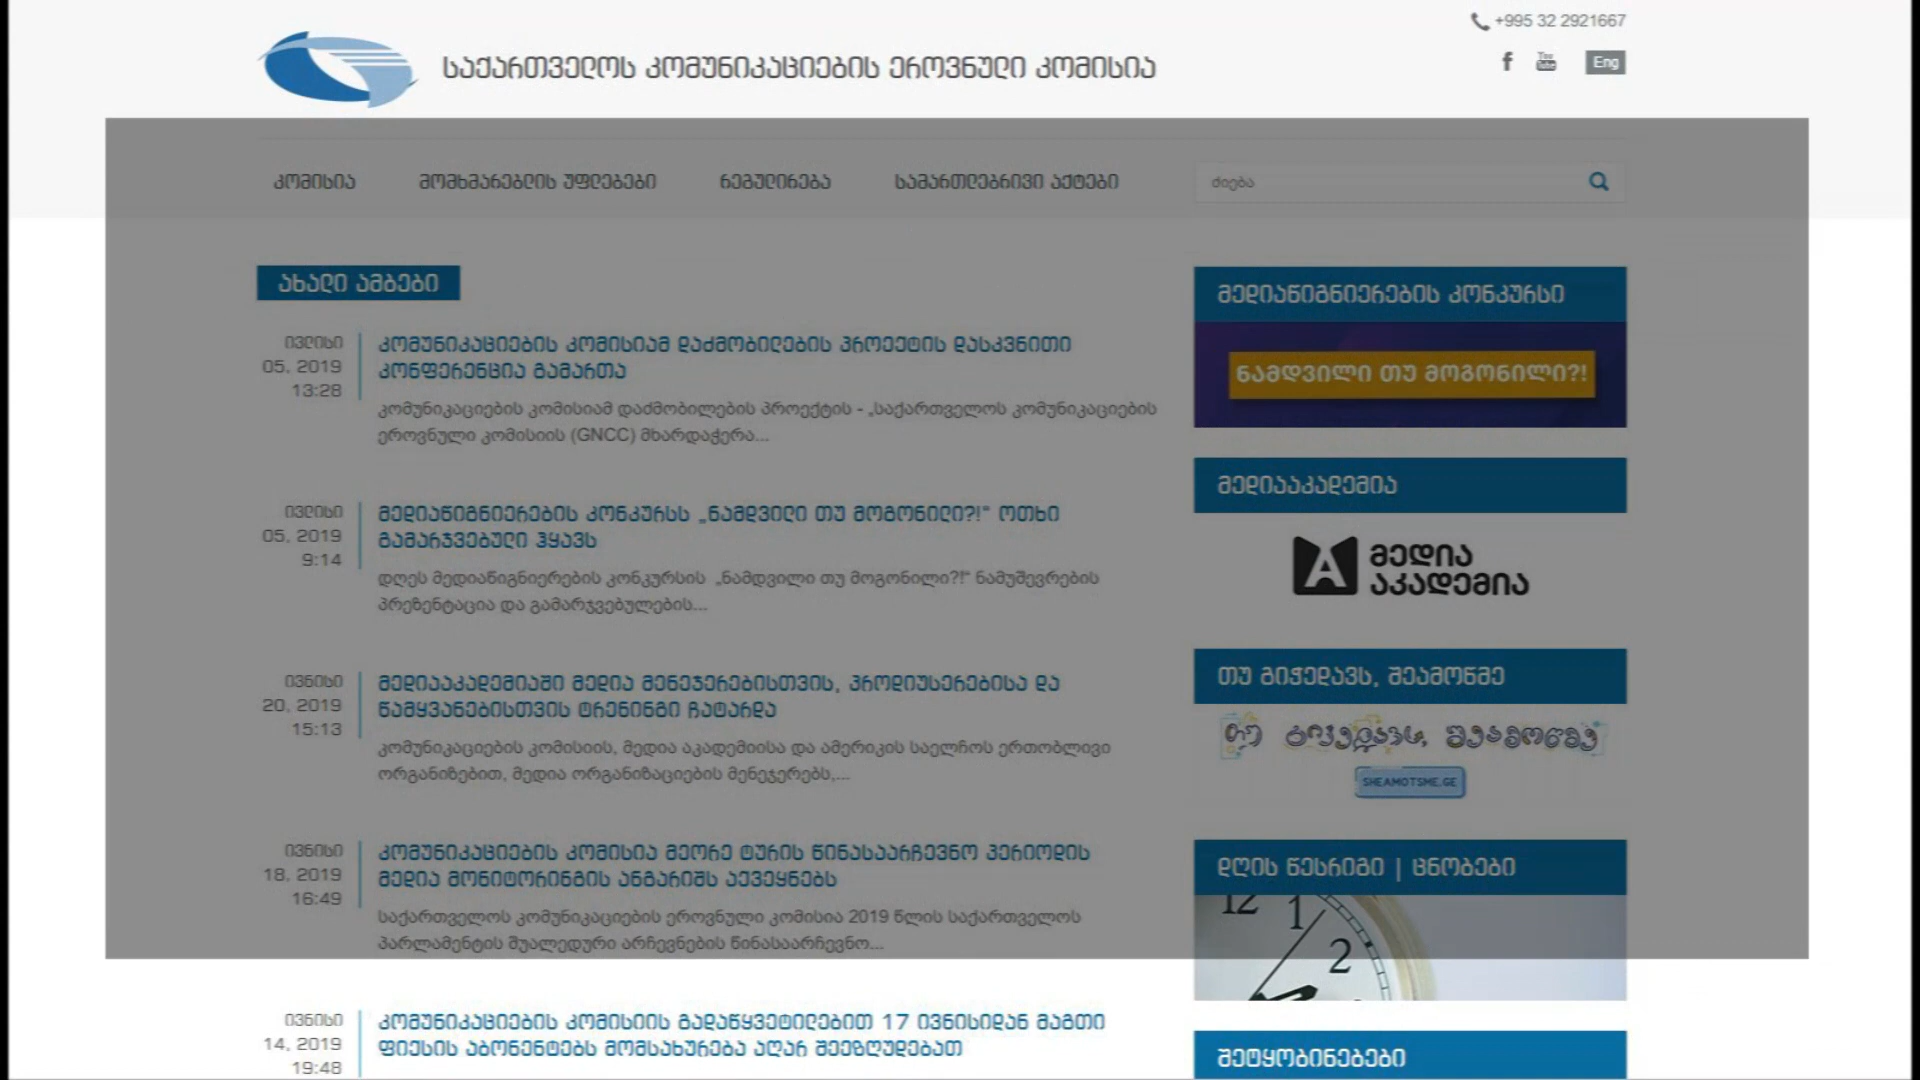 +995 32 2921667
საქართველოს კომუნიკაციების ეროვნული კომისია
Eng
კომისია
მომხმარებლის უფლებები
რეგულირება
სამართლებრივი აქტები
ძიება
ახალი ამბები
ივლისი
05, 2019
13:28
კომუნიკაციების კომისიამ დაძმობილების პროექტის დასკვნითი
კონფერენცია გამართა
კომუნიკაციების კომისიამ დაძმობილების პროექტის - „საქართველოს კომუნიკაციების
ეროვნული კომისიის (GNCC) მხარდაჭერა...
ივლისი
05, 2019
9:14
მედიაწიგნიერების კონკურსს „ნამდვილი თუ მოგონილი?!“ ოთხი
გამარჯვებული ჰყავს
დღეს მედიაწიგნიერების კონკურსის „ნამდვილი თუ მოგონილი?!“ ნამუშევრების
პრეზენტაცია და გამარჯვებულების...
ივნისი
20, 2019
15:13
მედიააკადემიაში მედია მენეჯერებისთვის, პროდიუსერებისა და
წამყვანებისთვის ტრენინგი ჩატარდა
კომუნიკაციების კომისიის, მედია აკადემიისა და ამერიკის საელჩოს ერთობლივი
ორგანიზებით, მედია ორგანიზაციების მენეჯერებს,...
ივნისი
18, 2019
16:49
კომუნიკაციების კომისია მეორე ტურის წინასაარჩევნო პერიოდის
მედია მონიტორინგის ანგარიშს აქვეყნებს
საქართველოს კომუნიკაციების ეროვნული კომისია 2019 წლის საქართველოს
პარლამენტის შუალედური არჩევნების წინასაარჩევნო...
ივნისი
14, 2019
19:48
კომუნიკაციების კომისიის გადაწყვეტილებით 17 ივნისიდან მაგთი
ფიქსის აბონენტებს მომსახურება აღარ შეეზღუდებათ
მედიაწიგნიერების კონკურსი
ნამდვილი თუ მოგონილი?!
მედიააკადემია
მედია
აკადემია
თუ გიჭედავს, შეამოწმე
თუ გიჭედავს, შეამოწმე
SHEAMOTSME.GE
დღის წესრიგი | ცნობები
12 1
2
შეტყობინებები